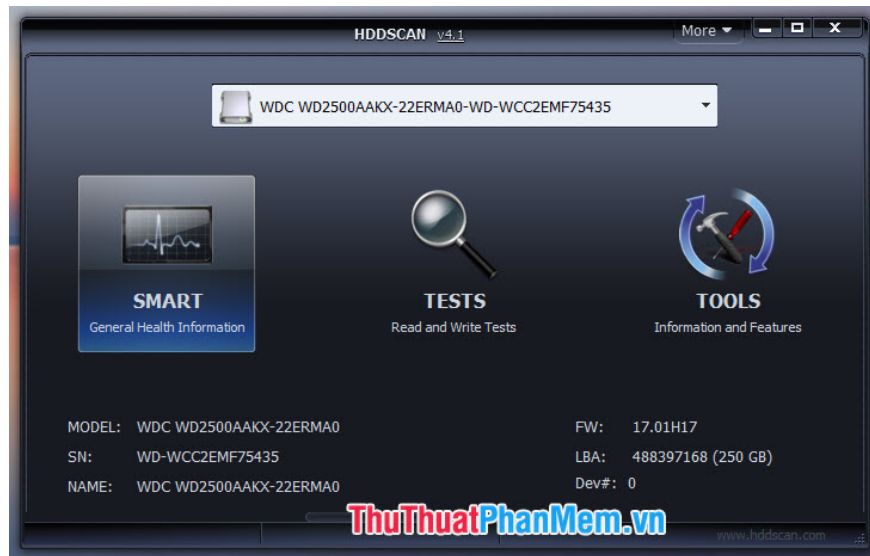 HDDSCAN v4.1
More
WDC WD2500AAKX-22ERMA0-WD-WCC2EMF75435
SMART
General Health Information
TESTS
Read and Write Tests
TOOLS
Information and Features
MODEL: WDC WD2500AAKX-22ERMA0
SN: WD-WCC2EMF75435
NAME: WDC WD2500AAKX-22ERMA0
FW: 17.01H17
LBA: 488397168 (250 GB)
Dev#: 0
ThuThuatPhanMem.vn
www.hddscan.com